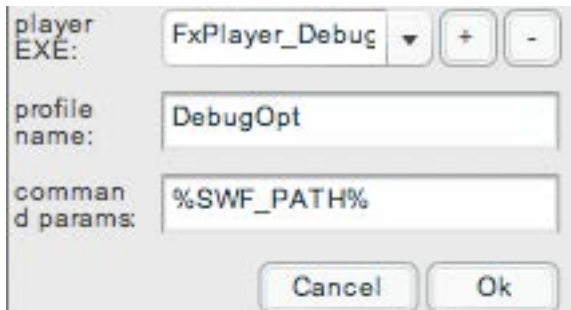 player
EXE:
FxPlayer_Debug
+
-
profile
name:
DebugOpt
comman
d params:
%SWF_PATH%
Cancel
Ok